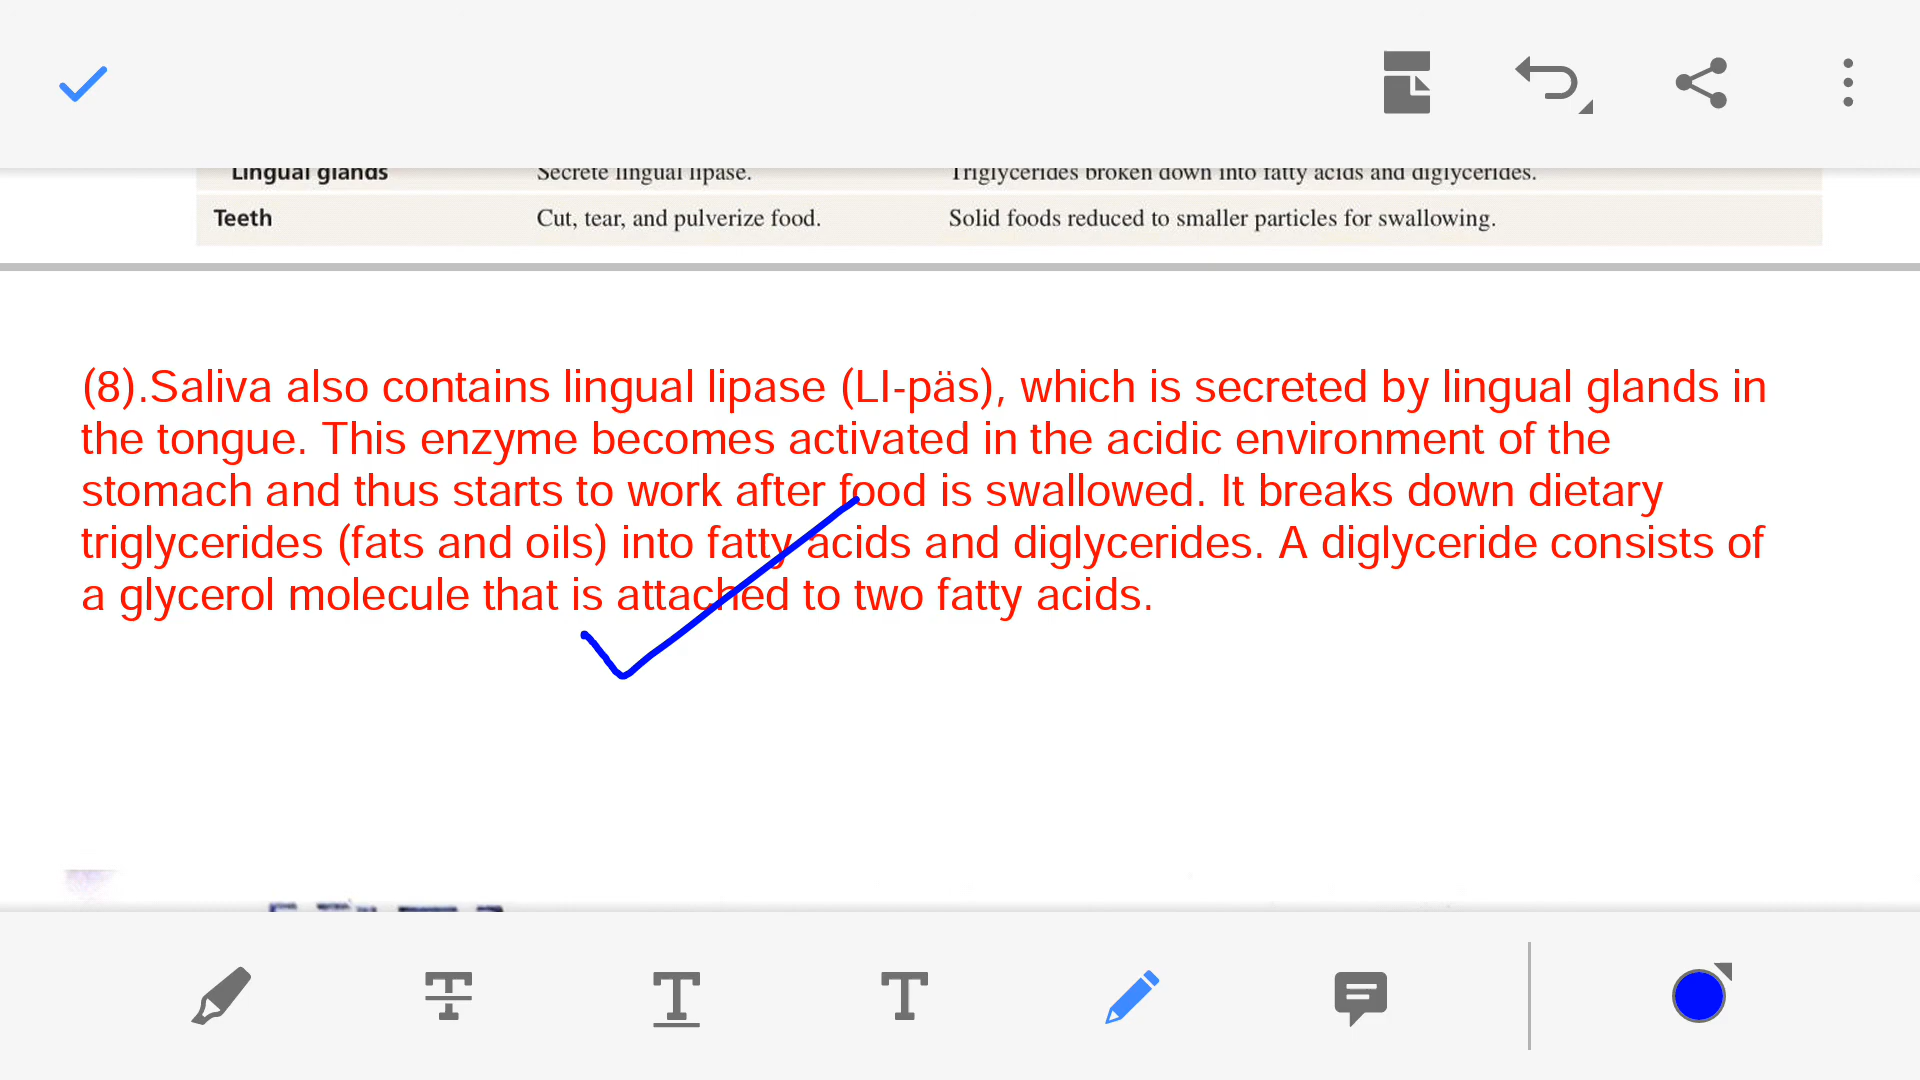 Lingual glands Secrete lingual lipase. Triglycerides broken down into fatty acids and diglycerides.
Teeth Cut, tear, and pulverize food. Solid foods reduced to smaller particles for swallowing.
(8).Saliva also contains lingual lipase (LI-päs), which is secreted by lingual glands in
the tongue. This enzyme becomes activated in the acidic environment of the
stomach and thus starts to work after food is swallowed. It breaks down dietary
triglycerides (fats and oils) into fatty acids and diglycerides. A diglyceride consists of
a glycerol molecule that is attached to two fatty acids.